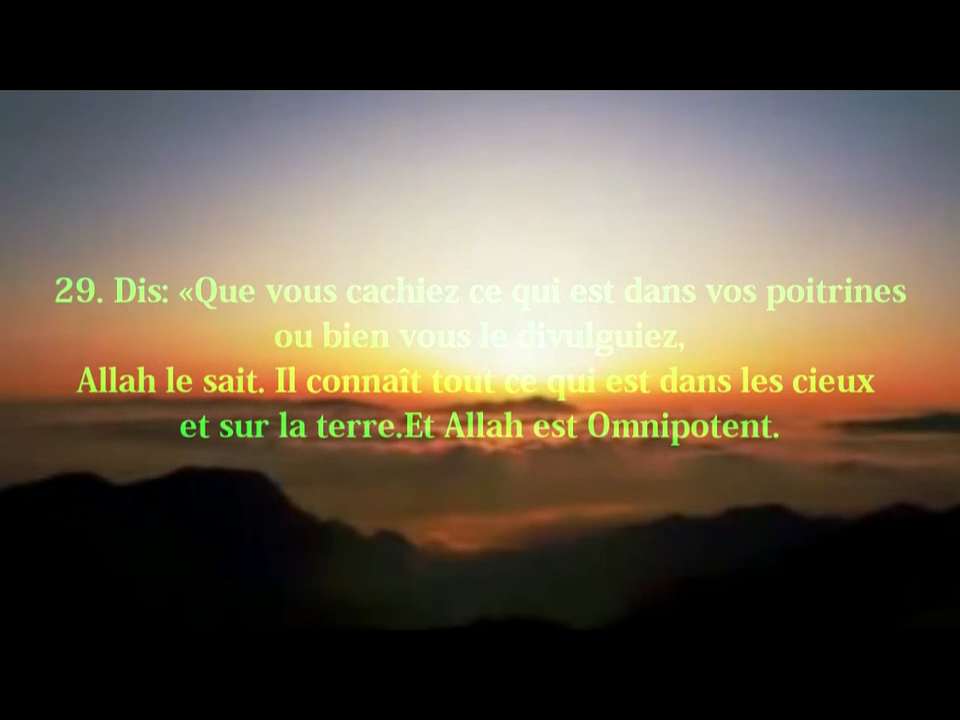 29. Dis: «Que vous cachiez ce qui est dans vos poitrines
ou bien vous le divulguiez,
Allah le sait. Il connaît tout ce qui est dans les cieux
et sur la terre.Et Allah est Omnipotent.